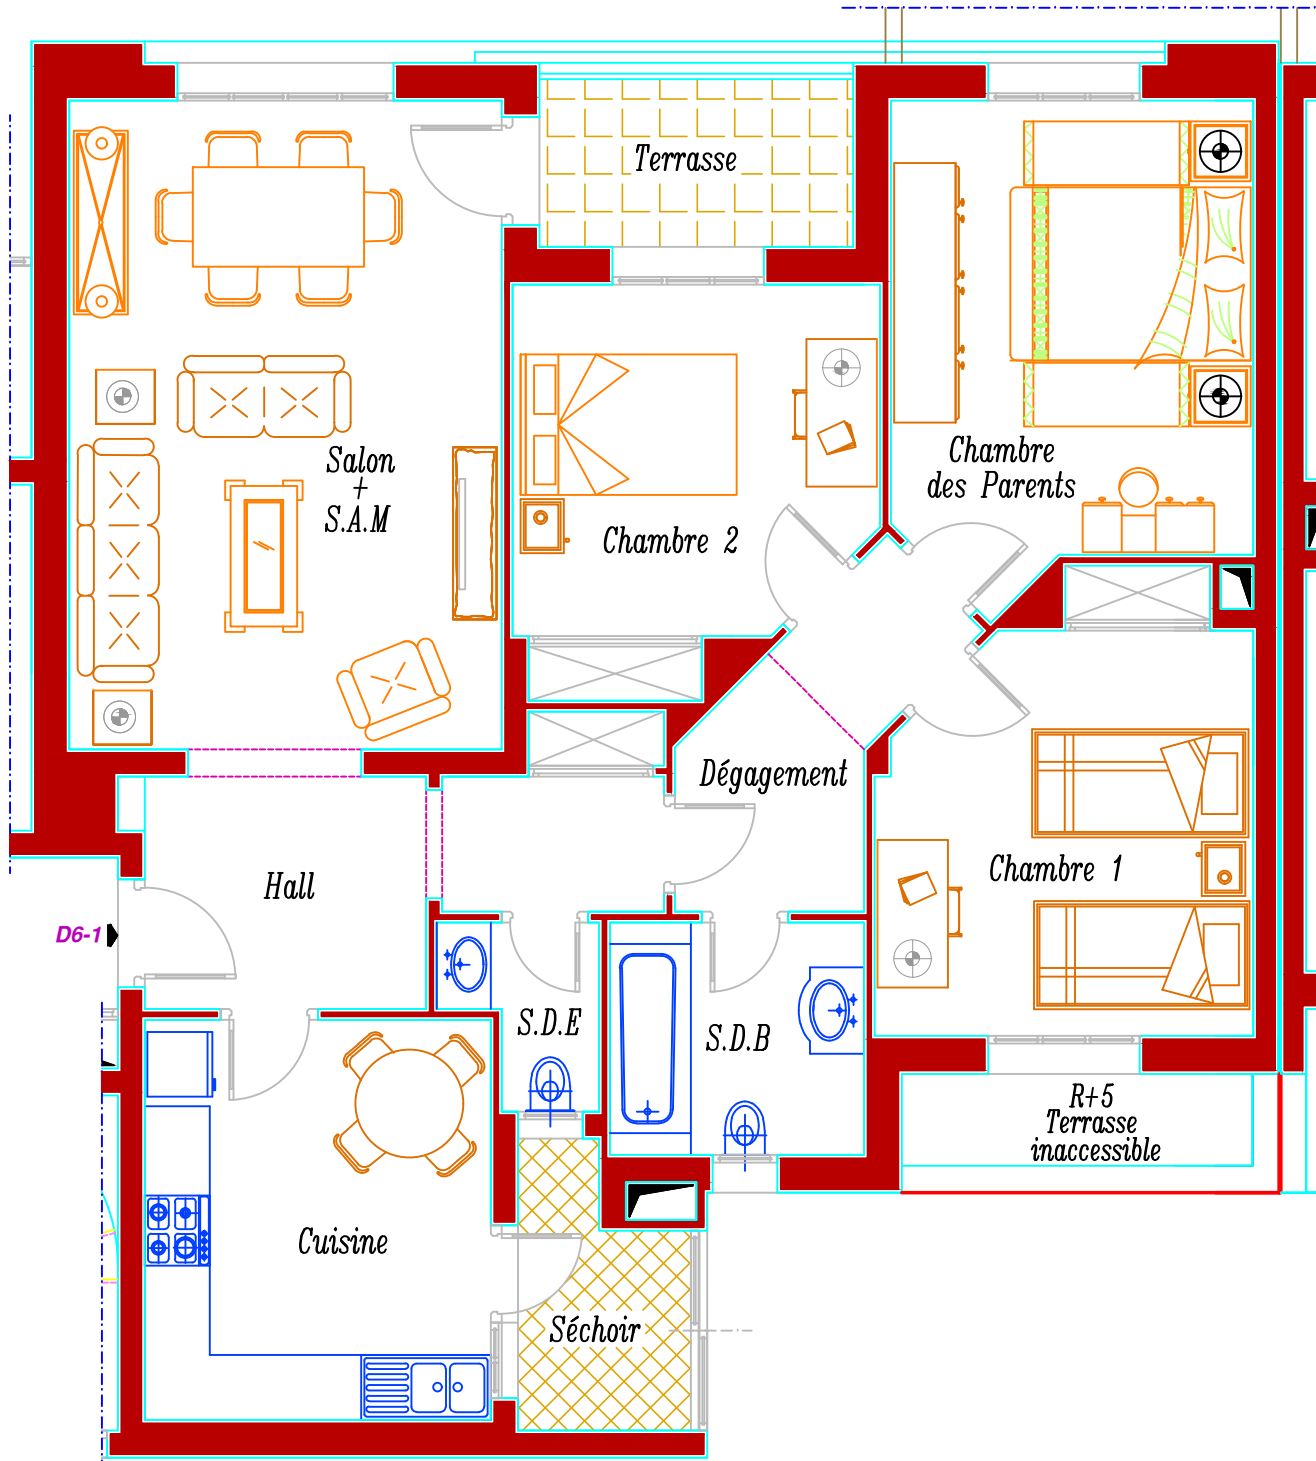 Terrasse
Salon
+
S.A.M
Chambre
des Parents
Chambre 2
Dégagement
Chambre 1
Hall
D6-1
S.D.E
S.D.B
R+5
Terrasse
inaccessible
Cuisine
Séchoir